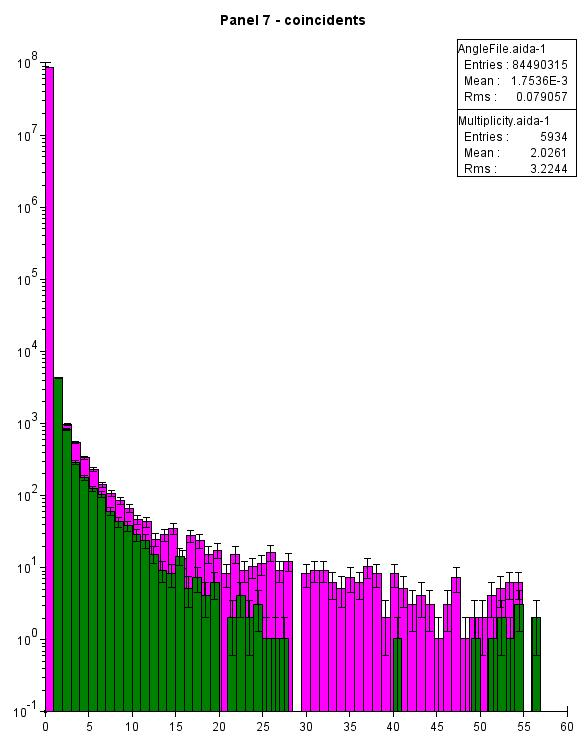 Panel 7 - coincidents
AngleFile.aida-1
Entries : 84490315
Mean : 1.7536E-3
Rms : 0.079057
Multiplicity.aida-1
Entries : 5934
Mean : 2.0261
Rms : 3.2244
10^8
10^7
10^6
10^5
10^4
10^3
10^2
10^1
10^0
10^-1
0 5 10 15 20 25 30 35 40 45 50 55 60